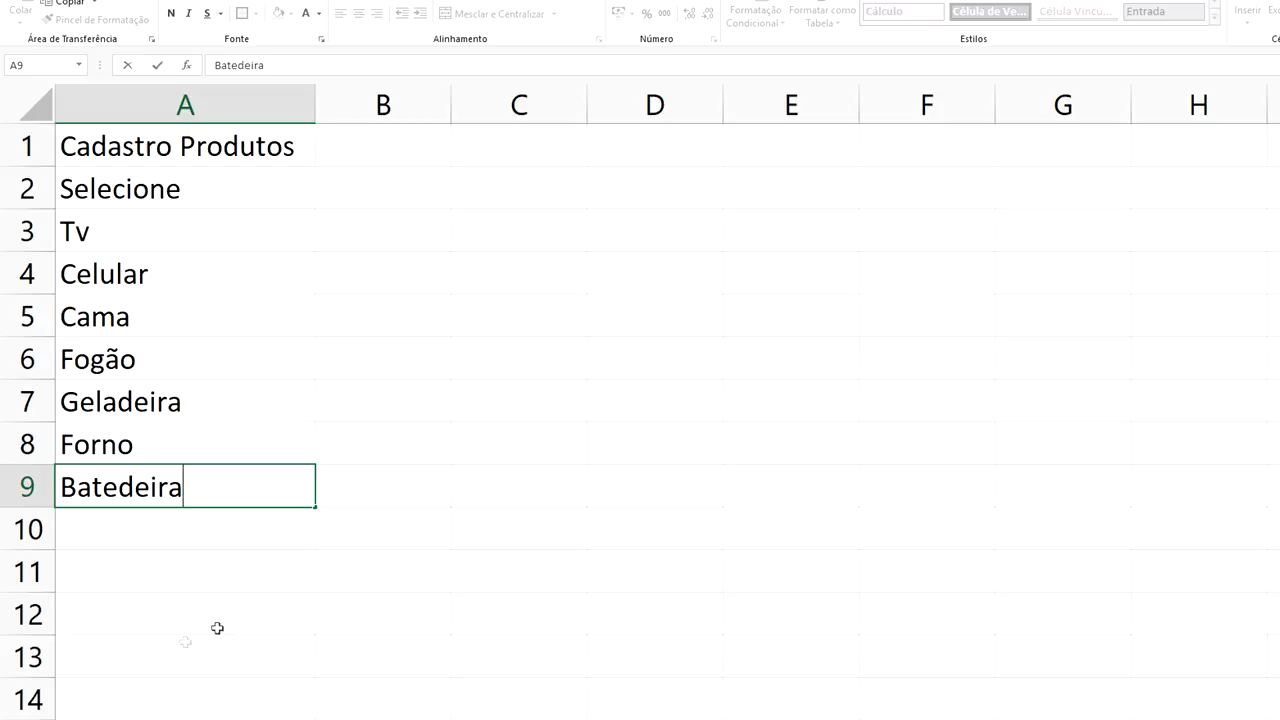 Copiar
Colar
Pincel de Formatação
N I S
A
Mesclar e Centralizar
% 000
Formatação
Condicional
Formatar como
Tabela
Cálculo
Célula de Ve...
Célula Vincu...
Entrada
Inserir
Área de Transferência
Fonte
Alinhamento
Número
Estilos
A9
fx
Batedeira
A B C D E F G H
1 Cadastro Produtos
2 Selecione
3 Tv
4 Celular
5 Cama
6 Fogão
7 Geladeira
8 Forno
9 Batedeira
10
11
12
13
14